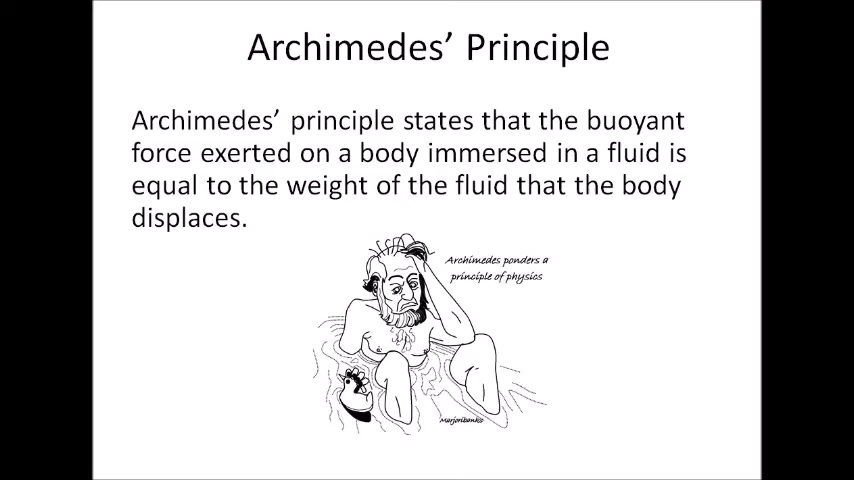 Archimedes’ Principle
Archimedes’ principle states that the buoyant
force exerted on a body immersed in a fluid is
equal to the weight of the fluid that the body
displaces.
Archimedes ponders a
principle of physics
Marjoribanks